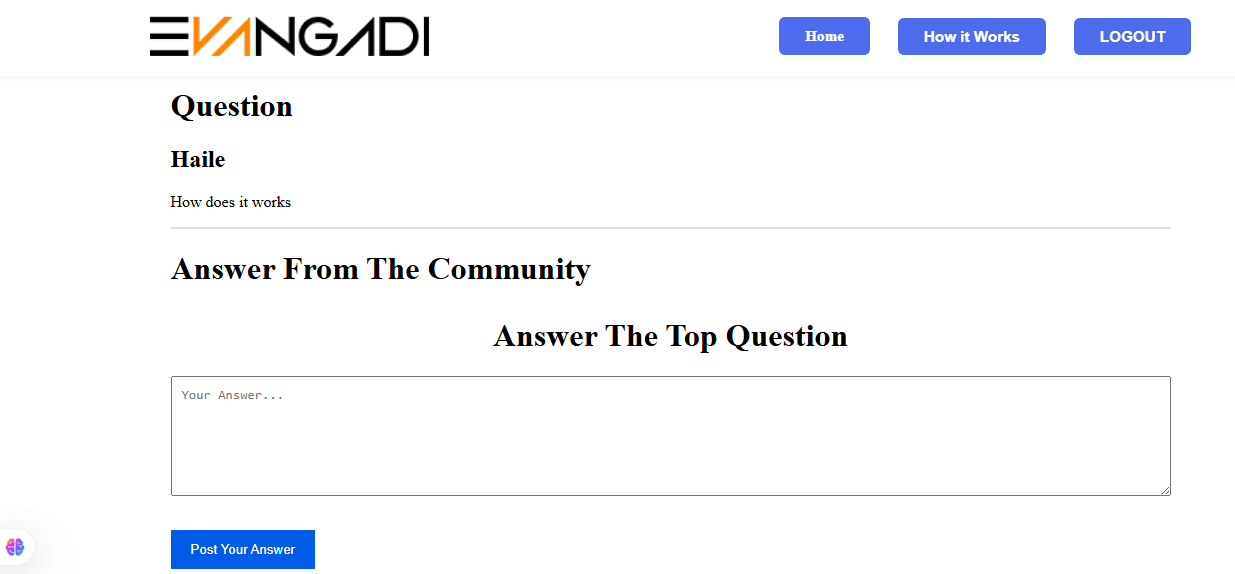 EVANGADI
Home
How it Works
LOGOUT
Question
Haile
How does it works
Answer From The Community
Answer The Top Question
Your Answer...
Post Your Answer